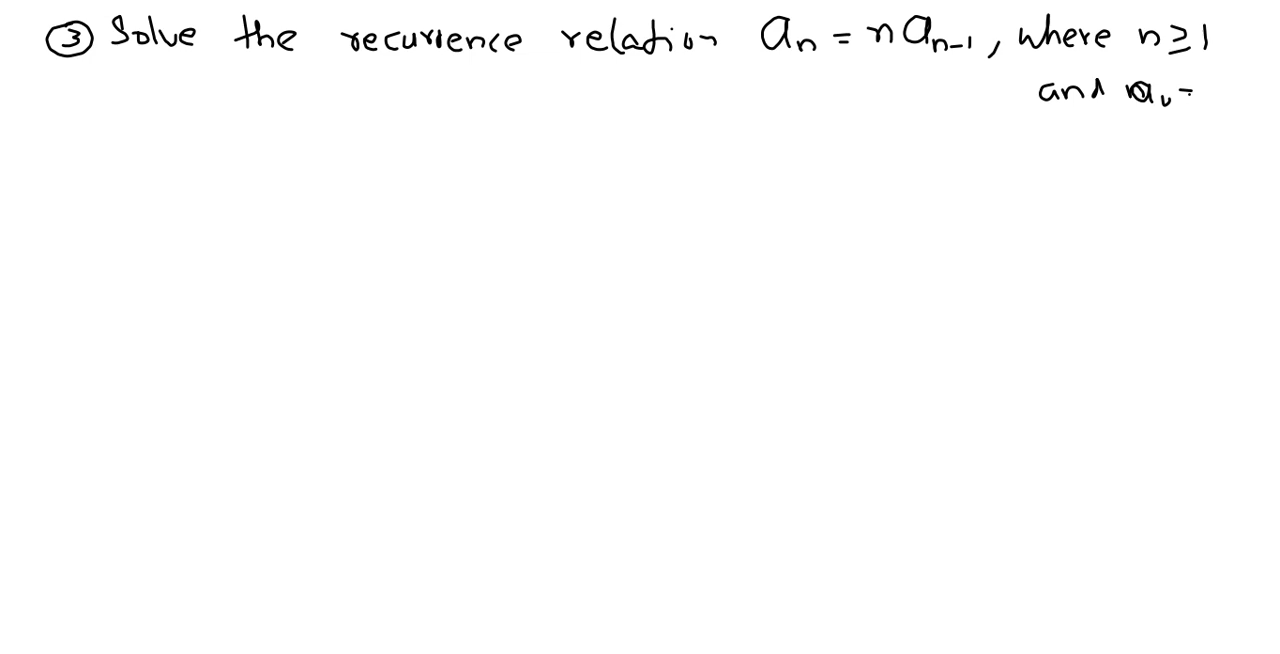 ③ Solve the recurrence relation aₙ = n aₙ₋₁, where n ≥ 1
and a₀ =